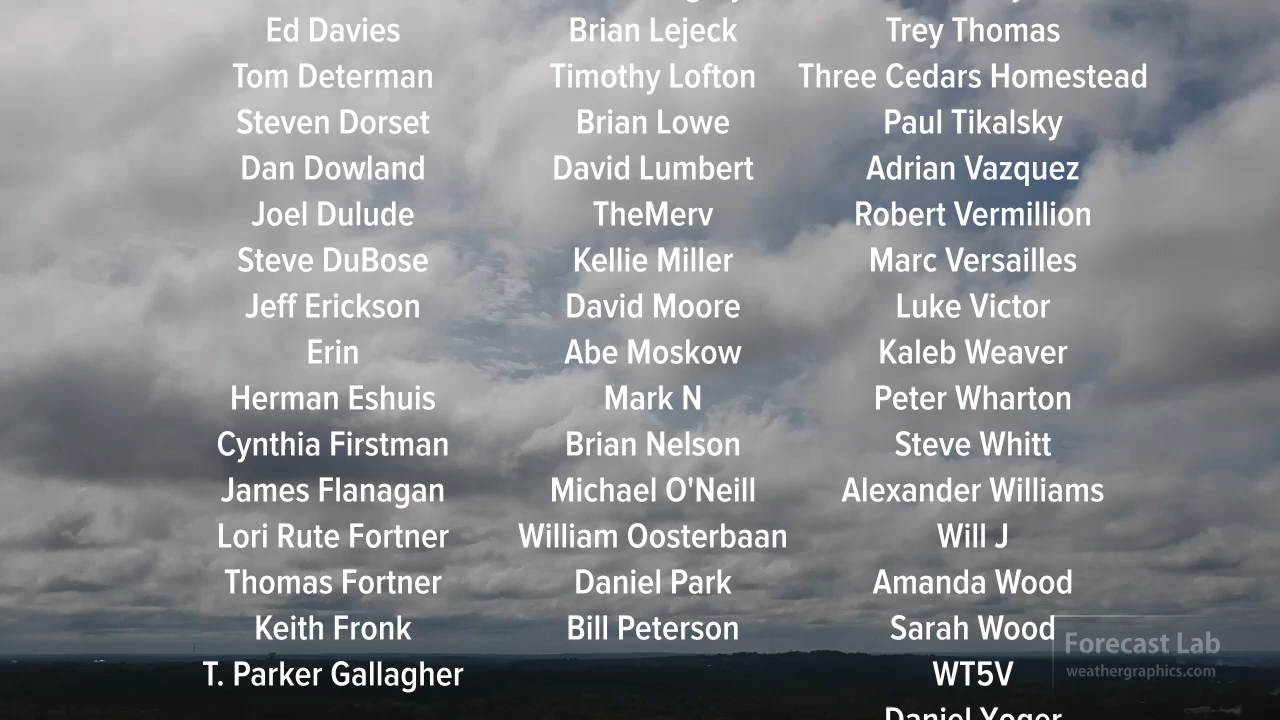 Ed Davies
Tom Determan
Steven Dorset
Dan Dowland
Joel Dulude
Steve DuBose
Jeff Erickson
Erin
Herman Eshuis
Cynthia Firstman
James Flanagan
Lori Rute Fortner
Thomas Fortner
Keith Fronk
T. Parker Gallagher
Brian Lejeck
Timothy Lofton
Brian Lowe
David Lumbert
TheMerv
Kellie Miller
David Moore
Abe Moskow
Mark N
Brian Nelson
Michael O'Neill
William Oosterbaan
Daniel Park
Bill Peterson
Trey Thomas
Three Cedars Homestead
Paul Tikalsky
Adrian Vazquez
Robert Vermillion
Marc Versailles
Luke Victor
Kaleb Weaver
Peter Wharton
Steve Whitt
Alexander Williams
Will J
Amanda Wood
Sarah Wood
WT5V
Daniel
Forecast Lab
weathergraphics.com